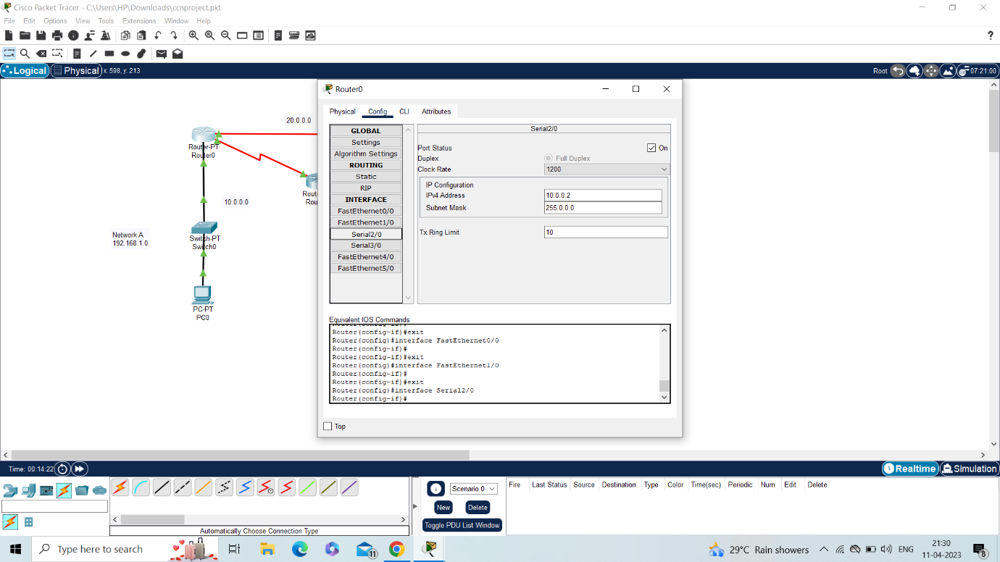 Cisco Packet Tracer - C:\Users\HP\Downloads\ccnproject.pkt
File Edit Options View Tools Extensions Window Help
?
Logical Physical x: 598, y: 213 Root 07:21:00
20.0.0.0
Router-PT
Router0
Rout
Rou
10.0.0.0
Switch-PT
Switch0
Network A
192.168.1.0
PC-PT
PC0
Router0
Physical Config CLI Attributes
GLOBAL
Settings
Algorithm Settings
ROUTING
Static
RIP
INTERFACE
FastEthernet0/0
FastEthernet1/0
Serial2/0
Serial3/0
FastEthernet4/0
FastEthernet5/0
Serial2/0
Port Status On
Duplex Full Duplex
Clock Rate 1200
IP Configuration
IPv4 Address 10.0.0.2
Subnet Mask 255.0.0.0
Tx Ring Limit 10
Equivalent IOS Commands
Router(config-if)#exit
Router(config)#interface FastEthernet0/0
Router(config-if)#
Router(config-if)#exit
Router(config)#interface FastEthernet1/0
Router(config-if)#
Router(config-if)#exit
Router(config)#interface Serial2/0
Router(config-if)#
Top
Time: 00:14:22 Realtime Simulation
Automatically Choose Connection Type
Scenario 0
New Delete
Toggle PDU List Window
Fire Last Status Source Destination Type Color Time(sec) Periodic Num Edit Delete
Type here to search 11 29°C Rain showers ENG 21:30
11-04-2023 8